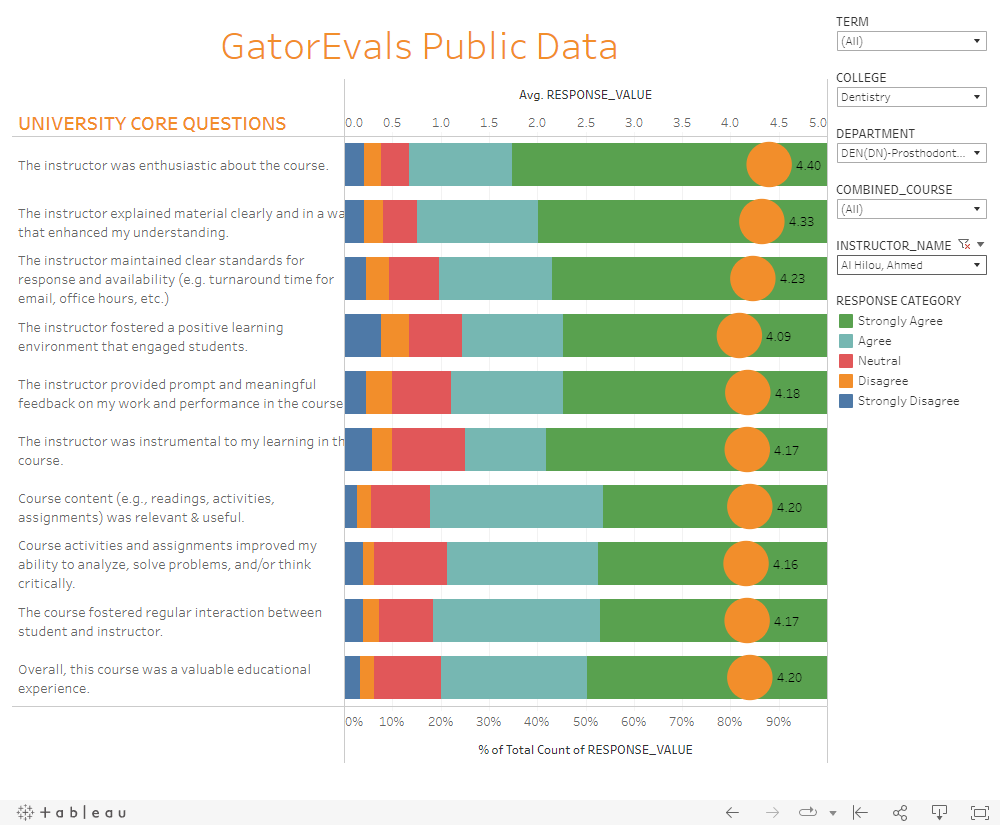 GatorEvals Public Data
TERM
(All)
COLLEGE
Dentistry
DEPARTMENT
DEN(DN)-Prosthodont...
COMBINED_COURSE
(All)
INSTRUCTOR_NAME
Al Hilou, Ahmed
RESPONSE CATEGORY
Strongly Agree
Agree
Neutral
Disagree
Strongly Disagree
Avg. RESPONSE_VALUE
UNIVERSITY CORE QUESTIONS
0.0 0.5 1.0 1.5 2.0 2.5 3.0 3.5 4.0 4.5 5.0
The instructor was enthusiastic about the course.
4.40
The instructor explained material clearly and in a wa
that enhanced my understanding.
4.33
The instructor maintained clear standards for
response and availability (e.g. turnaround time for
email, office hours, etc.)
4.23
The instructor fostered a positive learning
environment that engaged students.
4.09
The instructor provided prompt and meaningful
feedback on my work and performance in the course
4.18
The instructor was instrumental to my learning in th
course.
4.17
Course content (e.g., readings, activities,
assignments) was relevant & useful.
4.20
Course activities and assignments improved my
ability to analyze, solve problems, and/or think
critically.
4.16
The course fostered regular interaction between
student and instructor.
4.17
Overall, this course was a valuable educational
experience.
4.20
0% 10% 20% 30% 40% 50% 60% 70% 80% 90%
% of Total Count of RESPONSE_VALUE
tableau